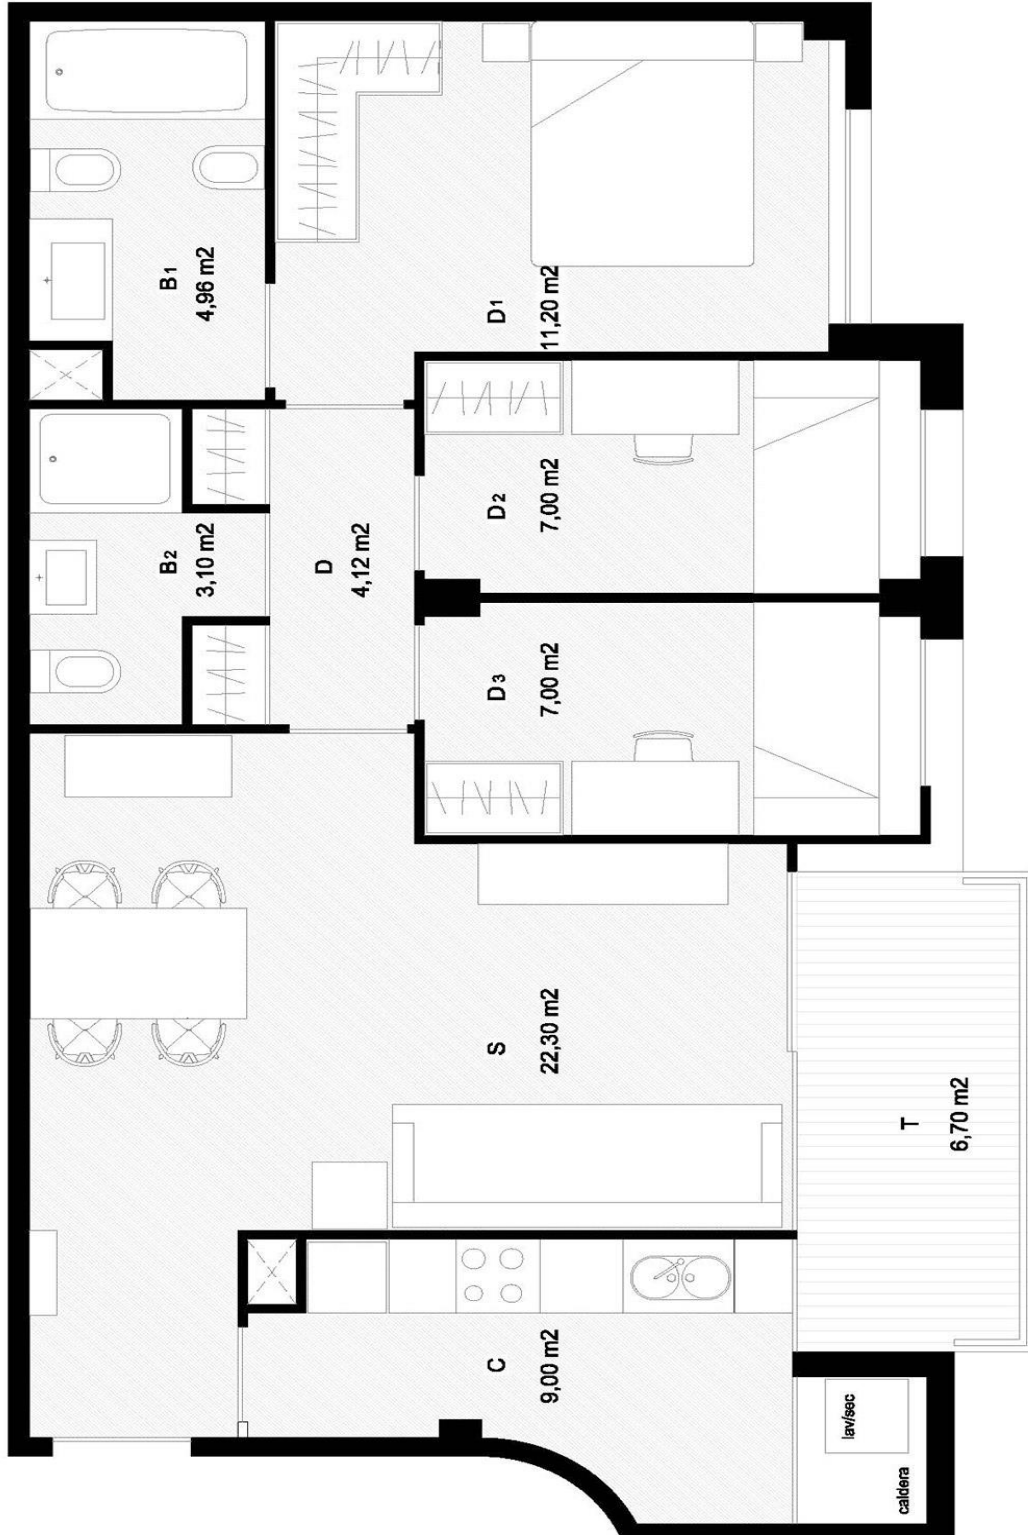 B1
4,96 m2
D1
11,20 m2
B2
3,10 m2
D
4,12 m2
D2
7,00 m2
D3
7,00 m2
S
22,30 m2
T
6,70 m2
C
9,00 m2
lav/sec
caldera